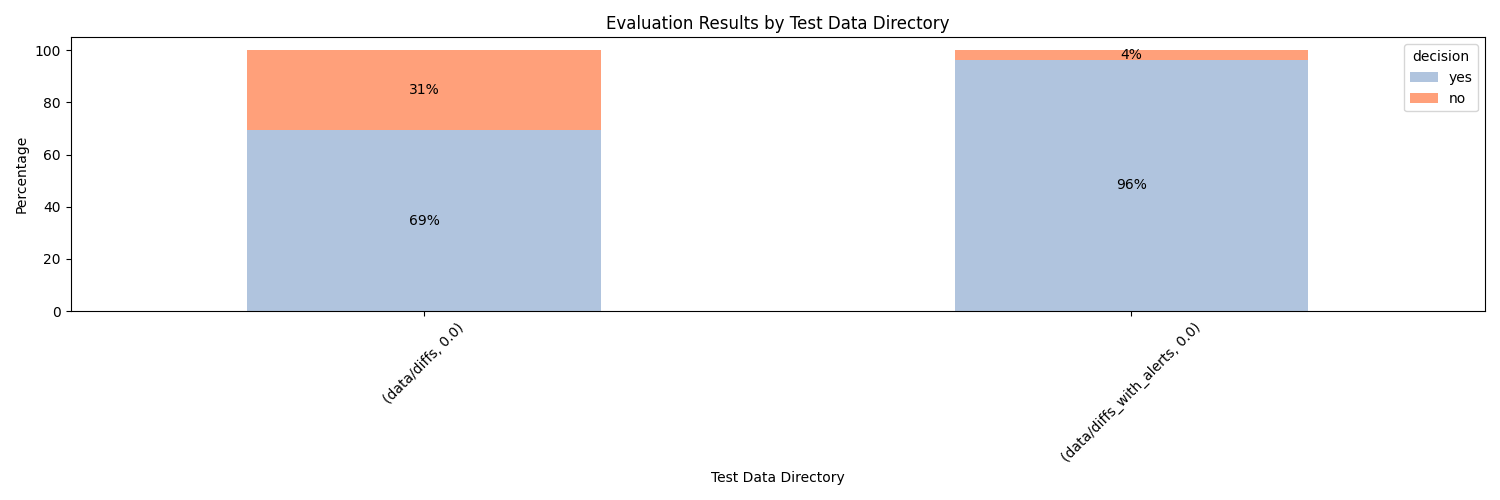 Evaluation Results by Test Data Directory
Percentage
100
80
60
40
20
0
31%
69%
4%
96%
decision
yes
no
(data/diffs, 0.0)
(data/diffs_with_alerts, 0.0)
Test Data Directory